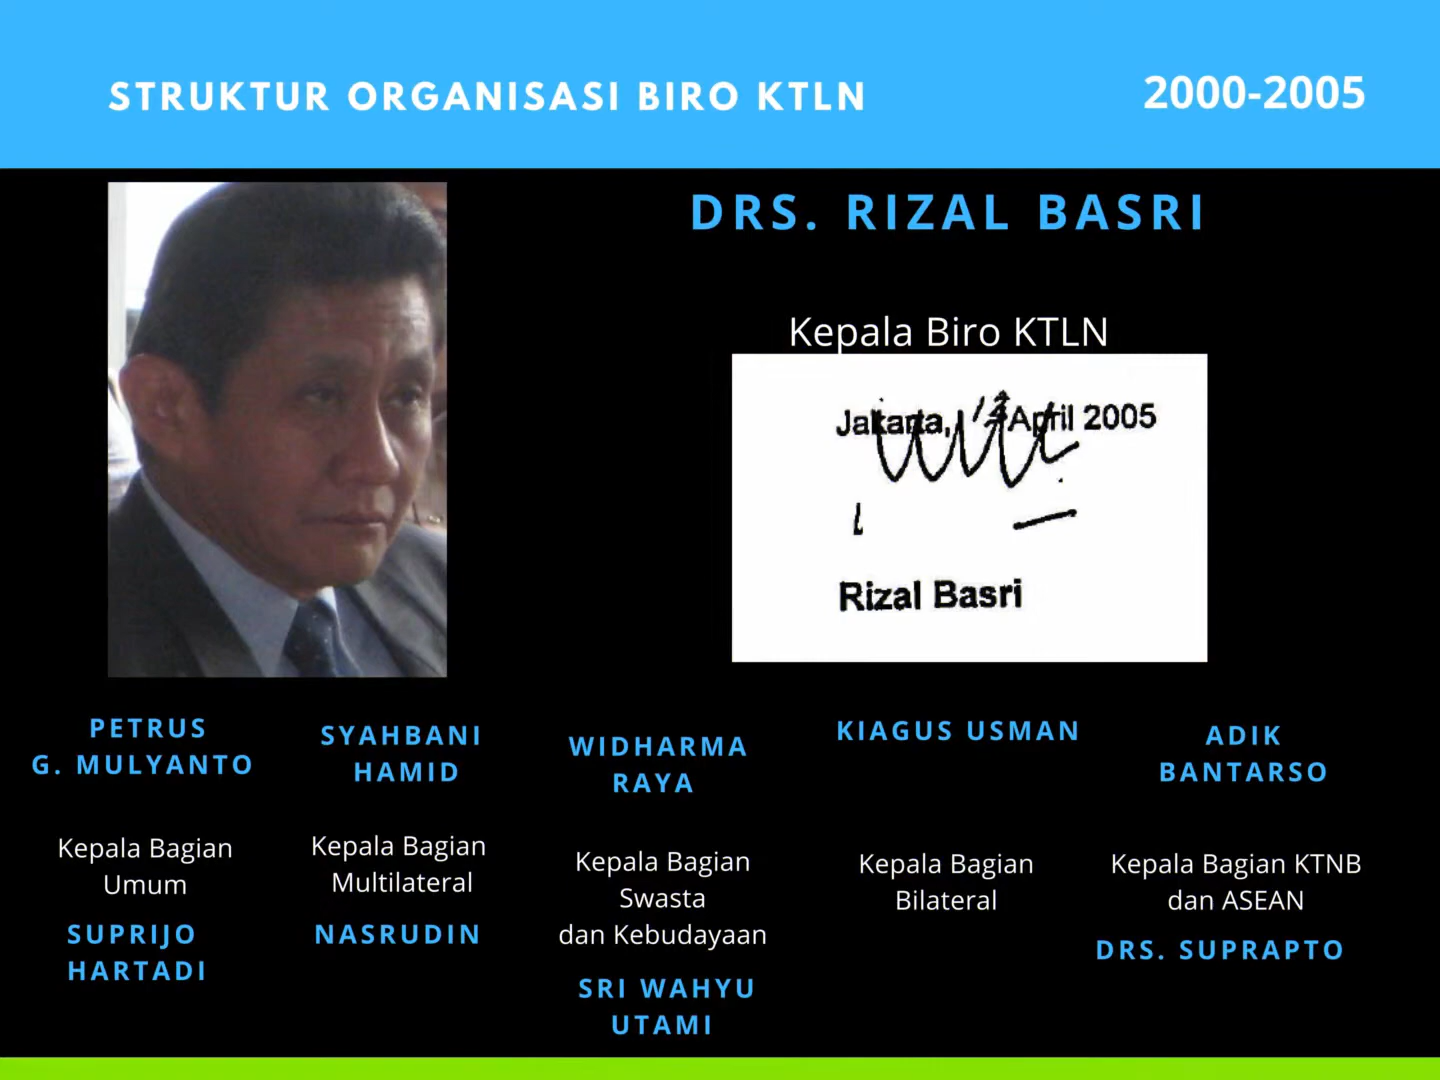 STRUKTUR ORGANISASI BIRO KTLN
2000-2005
DRS. RIZAL BASRI
Kepala Biro KTLN
Jakarta, April 2005
Rizal Basri
PETRUS
G. MULYANTO
Kepala Bagian
Umum
SUPRIJO
HARTADI
SYAHBANI
HAMID
Kepala Bagian
Multilateral
NASRUDIN
WIDHARMA
RAYA
Kepala Bagian
Swasta
dan Kebudayaan
SRI WAHYU
UTAMI
KIAGUS USMAN
Kepala Bagian
Bilateral
ADIK
BANTARSO
Kepala Bagian KTNB
dan ASEAN
DRS. SUPRAPTO